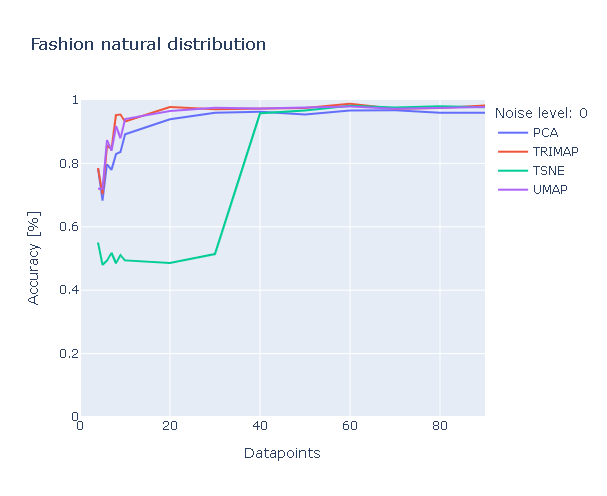 Fashion natural distribution
Noise level: 0
PCA
TRIMAP
TSNE
UMAP
Accuracy [%]
1
0.8
0.6
0.4
0.2
0
0
20
40
60
80
Datapoints